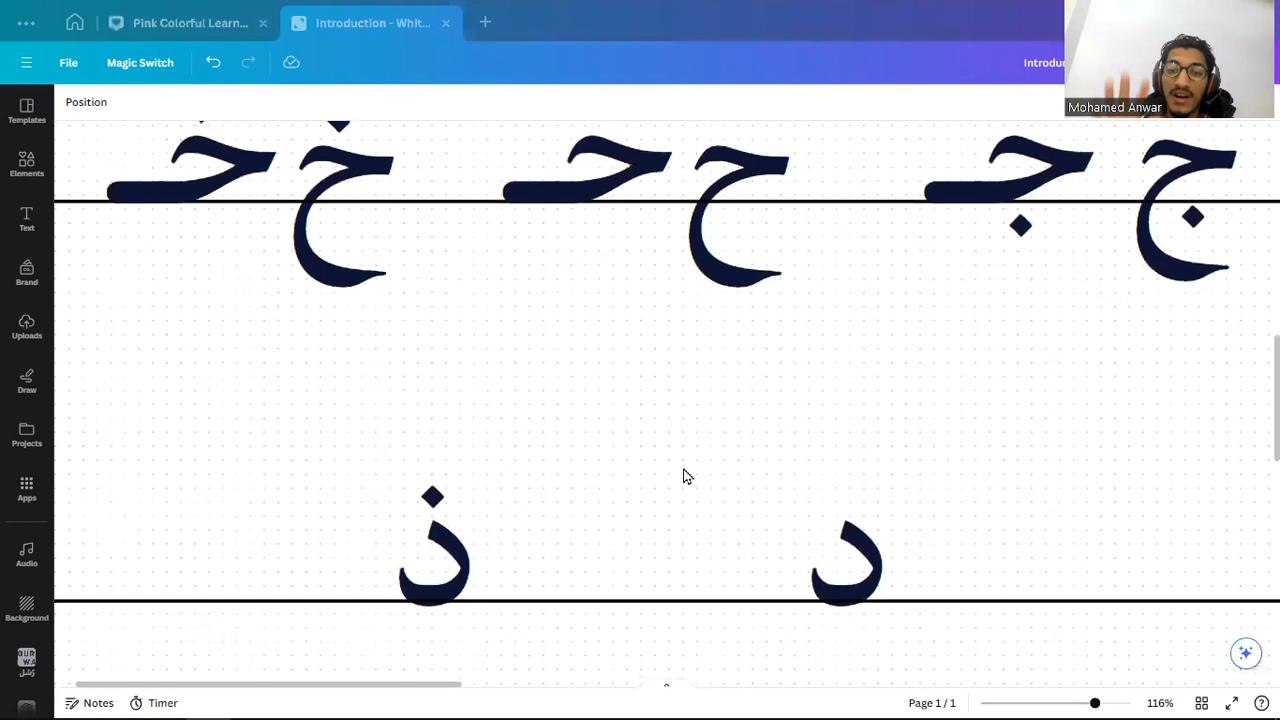 Pink Colorful Learn...
Introduction - Whit...
File
Magic Switch
Introdu
Mohamed Anwar
Position
Templates
Elements
Text
Brand
Uploads
Draw
Projects
Apps
Audio
Background
ج جـ ح حـ خ خـ
د ذ
Notes
Timer
Page 1 / 1
116%